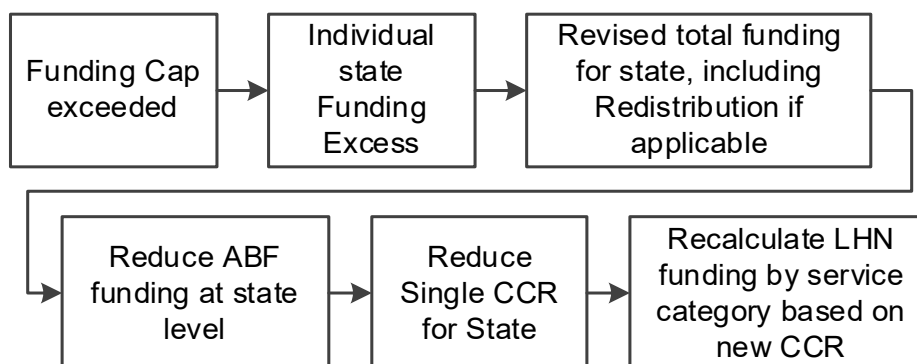 Funding Cap
exceeded
Individual
state
Funding
Excess
Revised total funding
for state, including
Redistribution if
applicable
Reduce ABF
funding at state
level
Reduce
Single CCR
for State
Recalculate LHN
funding by service
category based on
new CCR